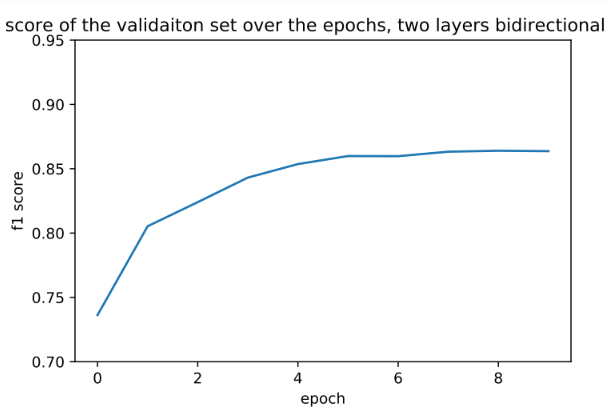 score of the validaiton set over the epochs, two layers bidirectional
0.95
0.90
0.85
0.80
0.75
0.70
f1 score
0 2 4 6 8
epoch